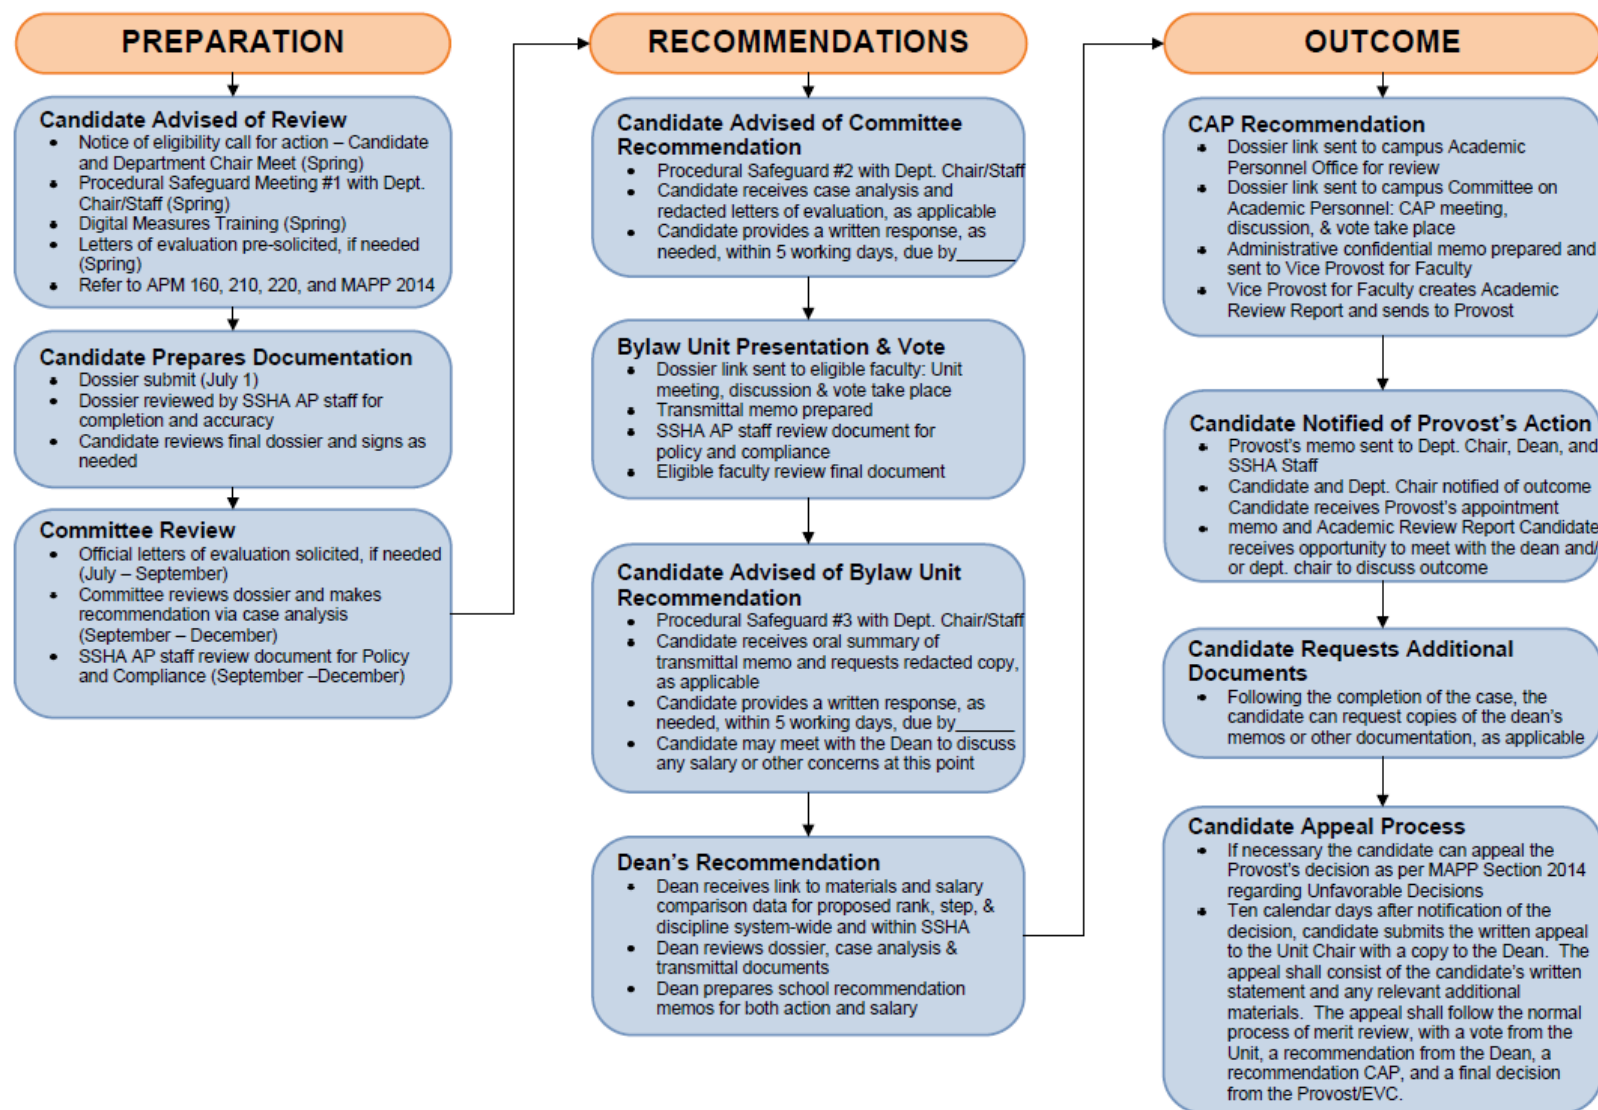 PREPARATION
Candidate Advised of Review
• Notice of eligibility call for action – Candidate
and Department Chair Meet (Spring)
• Procedural Safeguard Meeting #1 with Dept.
Chair/Staff (Spring)
• Digital Measures Training (Spring)
• Letters of evaluation pre-solicited, if needed
(Spring)
• Refer to APM 160, 210, 220, and MAPP 2014
Candidate Prepares Documentation
• Dossier submit (July 1)
• Dossier reviewed by SSHA AP staff for
completion and accuracy
• Candidate reviews final dossier and signs as
needed
Committee Review
• Official letters of evaluation solicited, if needed
(July – September)
• Committee reviews dossier and makes
recommendation via case analysis
(September – December)
• SSHA AP staff review document for Policy
and Compliance (September –December)
RECOMMENDATIONS
Candidate Advised of Committee
Recommendation
• Procedural Safeguard #2 with Dept. Chair/Staff
• Candidate receives case analysis and
redacted letters of evaluation, as applicable
• Candidate provides a written response, as
needed, within 5 working days, due by______
Bylaw Unit Presentation & Vote
• Dossier link sent to eligible faculty: Unit
meeting, discussion & vote take place
• Transmittal memo prepared
• SSHA AP staff review document for
policy and compliance
• Eligible faculty review final document
Candidate Advised of Bylaw Unit
Recommendation
• Procedural Safeguard #3 with Dept. Chair/Staff
• Candidate receives oral summary of
transmittal memo and requests redacted copy,
as applicable
• Candidate provides a written response, as
needed, within 5 working days, due by______
• Candidate may meet with the Dean to discuss
any salary or other concerns at this point
Dean's Recommendation
• Dean receives link to materials and salary
comparison data for proposed rank, step, &
discipline system-wide and within SSHA
• Dean reviews dossier, case analysis &
transmittal documents
• Dean prepares school recommendation
memos for both action and salary
OUTCOME
CAP Recommendation
• Dossier link sent to campus Academic
Personnel Office for review
• Dossier link sent to campus Committee on
Academic Personnel: CAP meeting,
discussion, & vote take place
• Administrative confidential memo prepared and
sent to Vice Provost for Faculty
• Vice Provost for Faculty creates Academic
Review Report and sends to Provost
Candidate Notified of Provost's Action
• Provost's memo sent to Dept. Chair, Dean, and
SSHA Staff
• Candidate and Dept. Chair notified of outcome
Candidate receives Provost's appointment
• memo and Academic Review Report Candidate
receives opportunity to meet with the dean and/
or dept. chair to discuss outcome
Candidate Requests Additional
Documents
• Following the completion of the case, the
candidate can request copies of the dean's
memos or other documentation, as applicable
Candidate Appeal Process
• If necessary the candidate can appeal the
Provost's decision as per MAPP Section 2014
regarding Unfavorable Decisions
• Ten calendar days after notification of the
decision, candidate submits the written appeal
to the Unit Chair with a copy to the Dean. The
appeal shall consist of the candidate's written
statement and any relevant additional
materials. The appeal shall follow the normal
process of merit review, with a vote from the
Unit, a recommendation from the Dean, a
recommendation CAP, and a final decision
from the Provost/EVC.